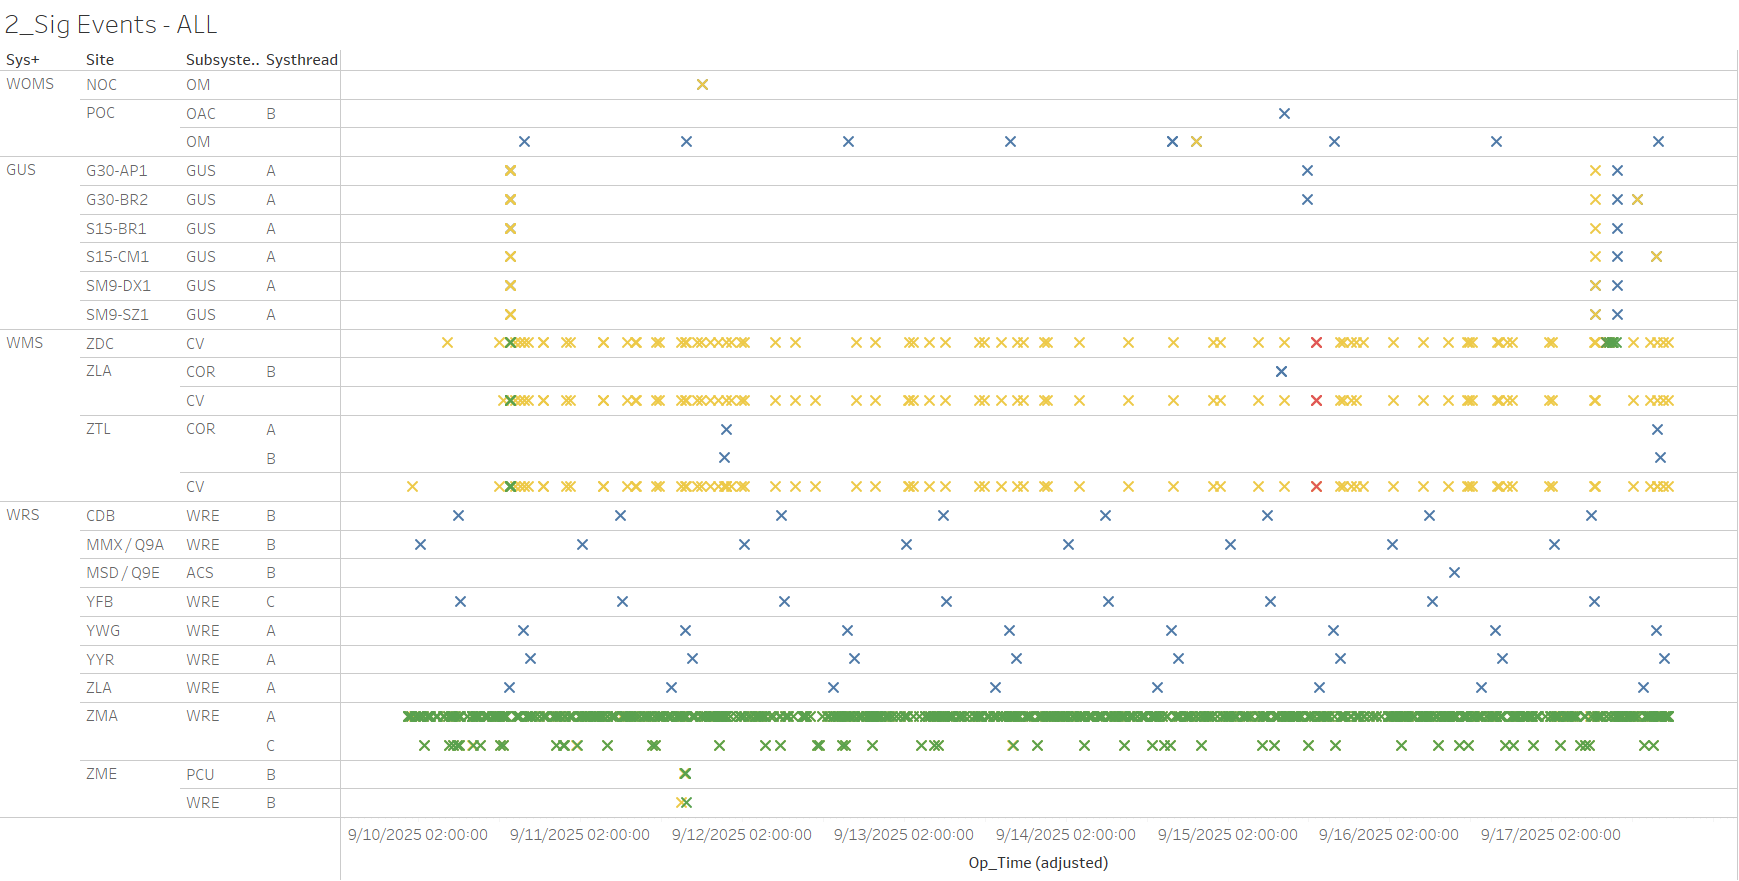 2_Sig Events - ALL
Sys+ Site Subsyste.. Systhread
WOMS NOC OM
POC OAC B
OM
GUS G30-AP1 GUS A
G30-BR2 GUS A
S15-BR1 GUS A
S15-CM1 GUS A
SM9-DX1 GUS A
SM9-SZ1 GUS A
WMS ZDC CV
ZLA COR B
CV
ZTL COR A
B
CV
WRS CDB WRE B
MMX / Q9A WRE B
MSD / Q9E ACS B
YFB WRE C
YWG WRE A
YYR WRE A
ZLA WRE A
ZMA WRE A
C
ZME PCU B
WRE B
9/10/2025 02:00:00 9/11/2025 02:00:00 9/12/2025 02:00:00 9/13/2025 02:00:00 9/14/2025 02:00:00 9/15/2025 02:00:00 9/16/2025 02:00:00 9/17/2025 02:00:00
Op_Time (adjusted)